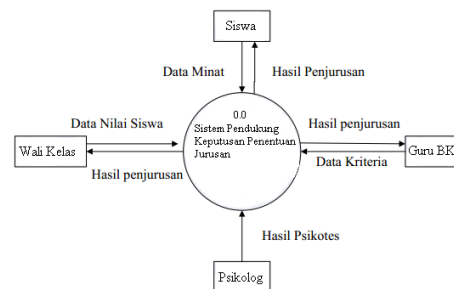 Siswa
Data Minat
Hasil Penjurusan
0.0
Sistem Pendukung
Keputusan Penentuan
Jurusan
Data Nilai Siswa
Hasil penjurusan
Wali Kelas
Guru BK
Hasil penjurusan
Data Kriteria
Hasil Psikotes
Psikolog